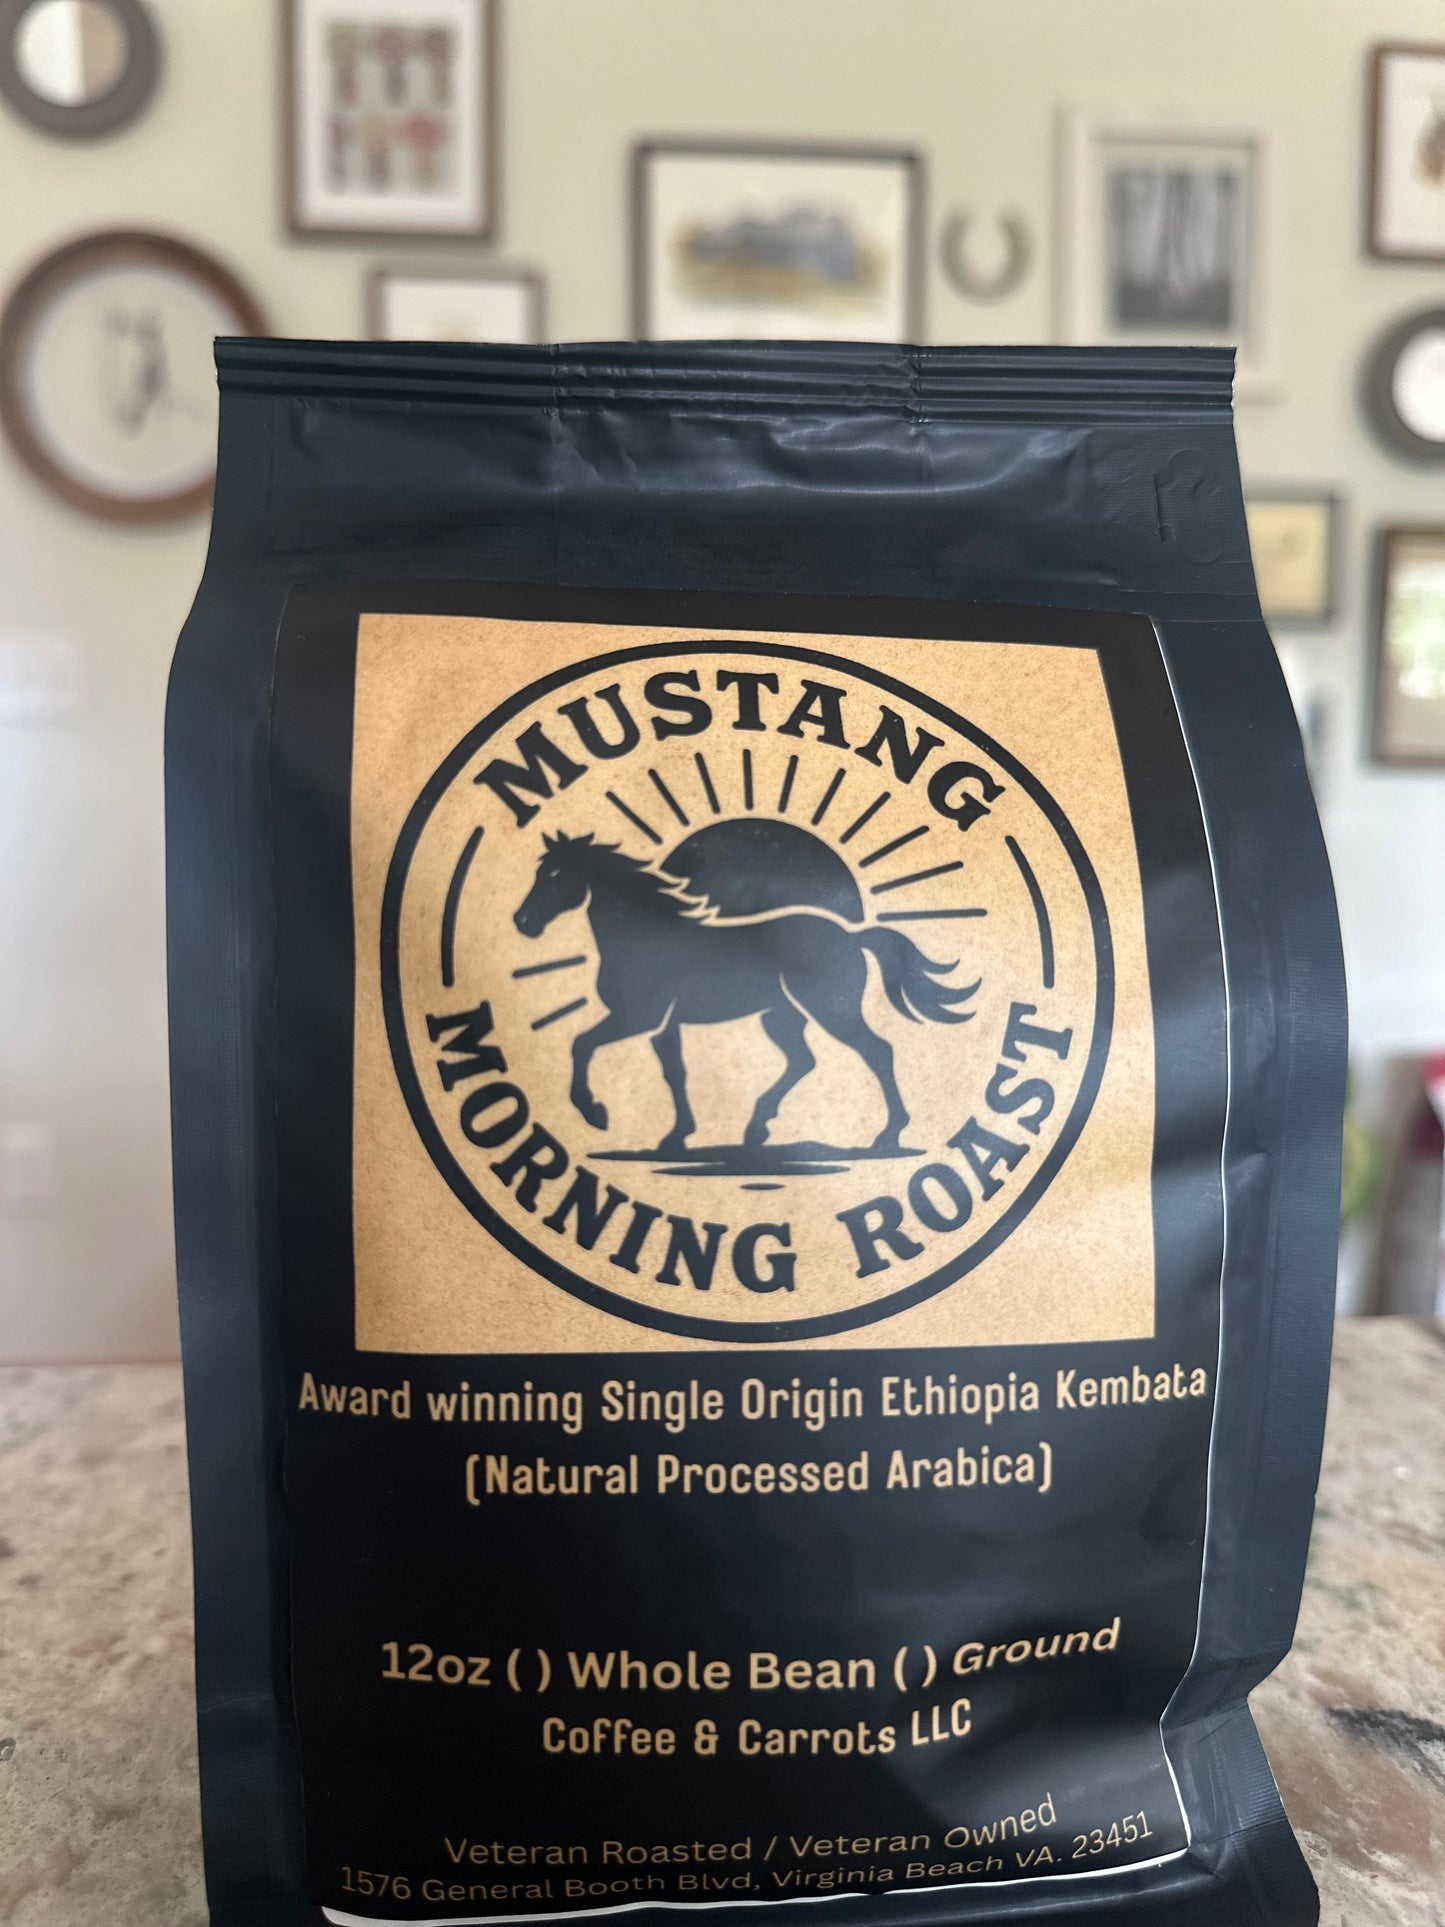 MUSTANG
MORNING ROAST
Award winning Single Origin Ethiopia Kembata
(Natural Processed Arabica)
12oz ( ) Whole Bean ( ) Ground
Coffee & Carrots LLC
Veteran Roasted / Veteran Owned
1576 General Booth Blvd, Virginia Beach VA. 23451